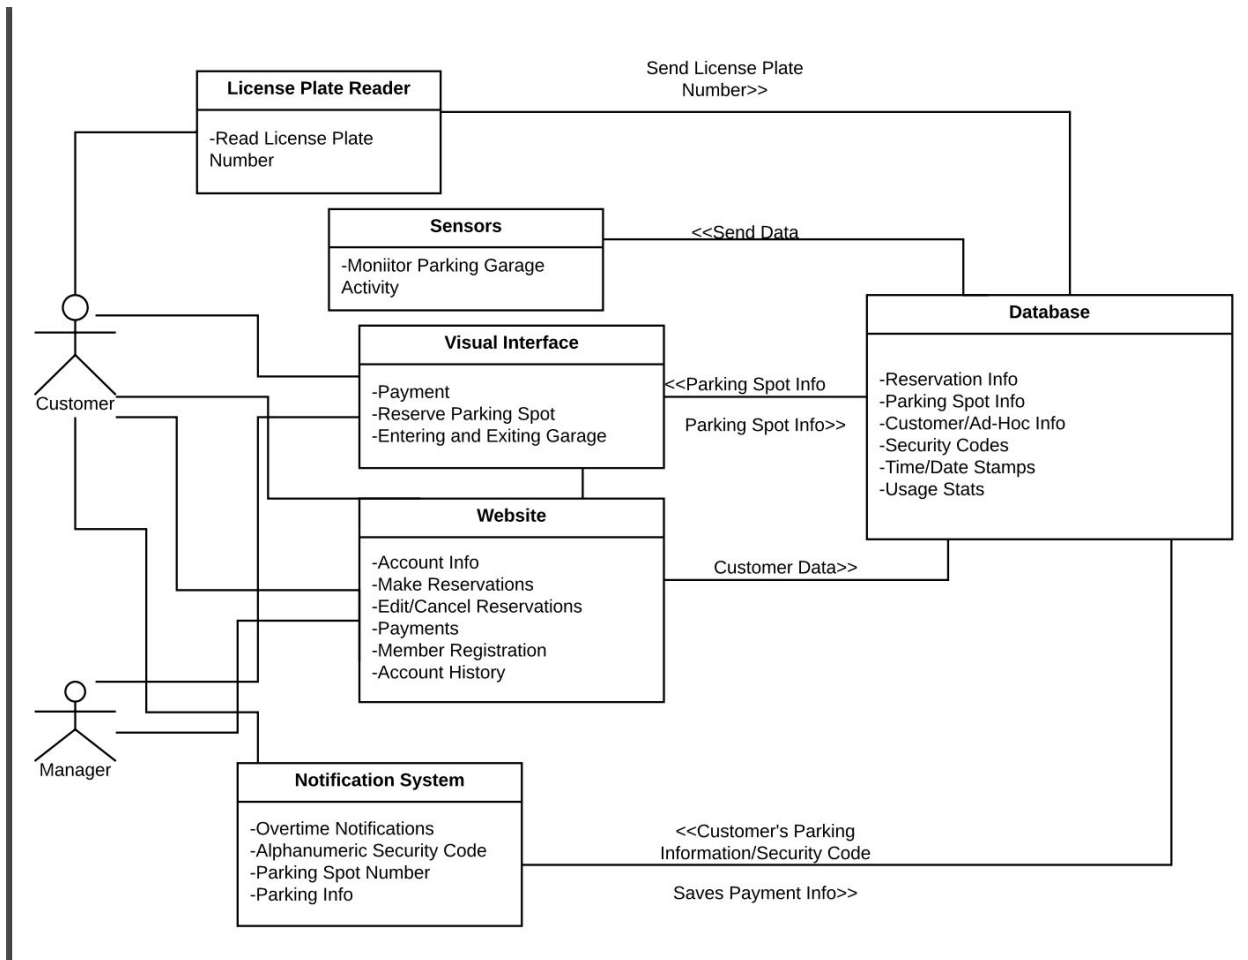 Send License Plate
Number>>
License Plate Reader
-Read License Plate
Number
Sensors
-Moniitor Parking Garage
Activity
<<Send Data
Database
-Reservation Info
-Parking Spot Info
-Customer/Ad-Hoc Info
-Security Codes
-Time/Date Stamps
-Usage Stats
Customer
Visual Interface
-Payment
-Reserve Parking Spot
-Entering and Exiting Garage
<<Parking Spot Info
Parking Spot Info>>
Website
-Account Info
-Make Reservations
-Edit/Cancel Reservations
-Payments
-Member Registration
-Account History
Customer Data>>
Manager
Notification System
-Overtime Notifications
-Alphanumeric Security Code
-Parking Spot Number
-Parking Info
<<Customer's Parking
Information/Security Code
Saves Payment Info>>